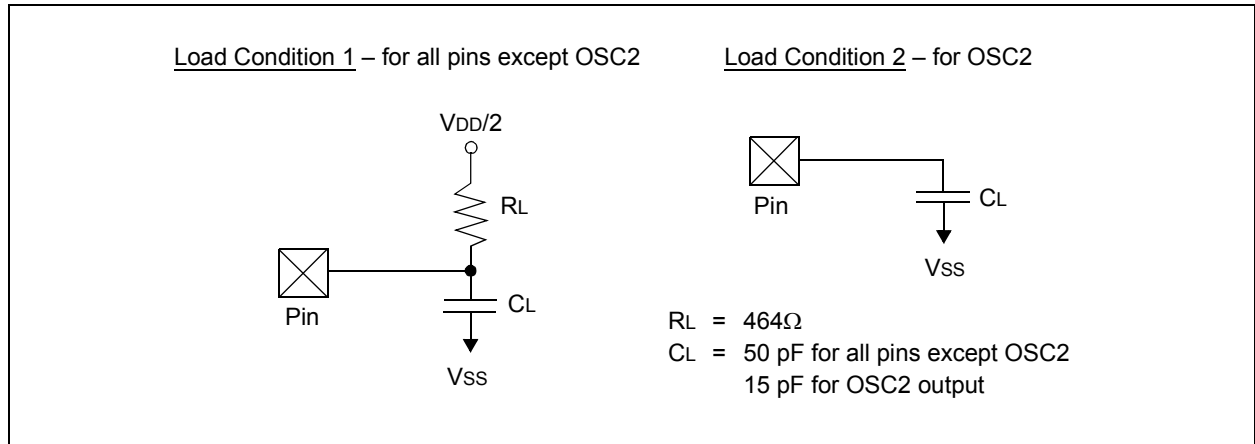 Load Condition 1 – for all pins except OSC2
VDD/2
RL
Pin
CL
VSS
Load Condition 2 – for OSC2
Pin
CL
VSS
RL = 464Ω
CL = 50 pF for all pins except OSC2
15 pF for OSC2 output